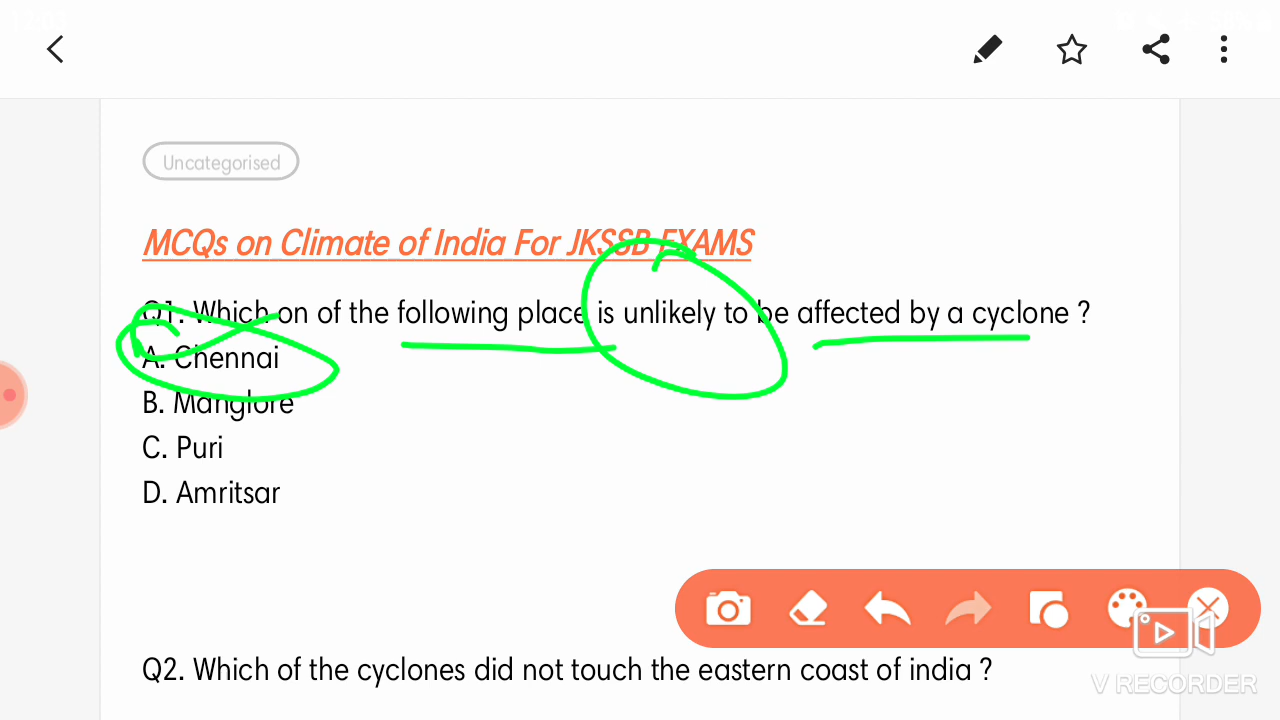 Uncategorised
MCQs on Climate of India For JKSSB EXAMS
Q1. Which on of the following place is unlikely to be affected by a cyclone ?
A. Chennai
B. Manglore
C. Puri
D. Amritsar
Q2. Which of the cyclones did not touch the eastern coast of india ?
V RECORDER